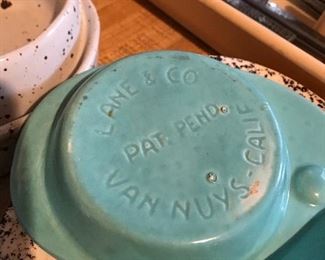 LANE & CO
PAT. PEND.
VAN NUYS - CALIF